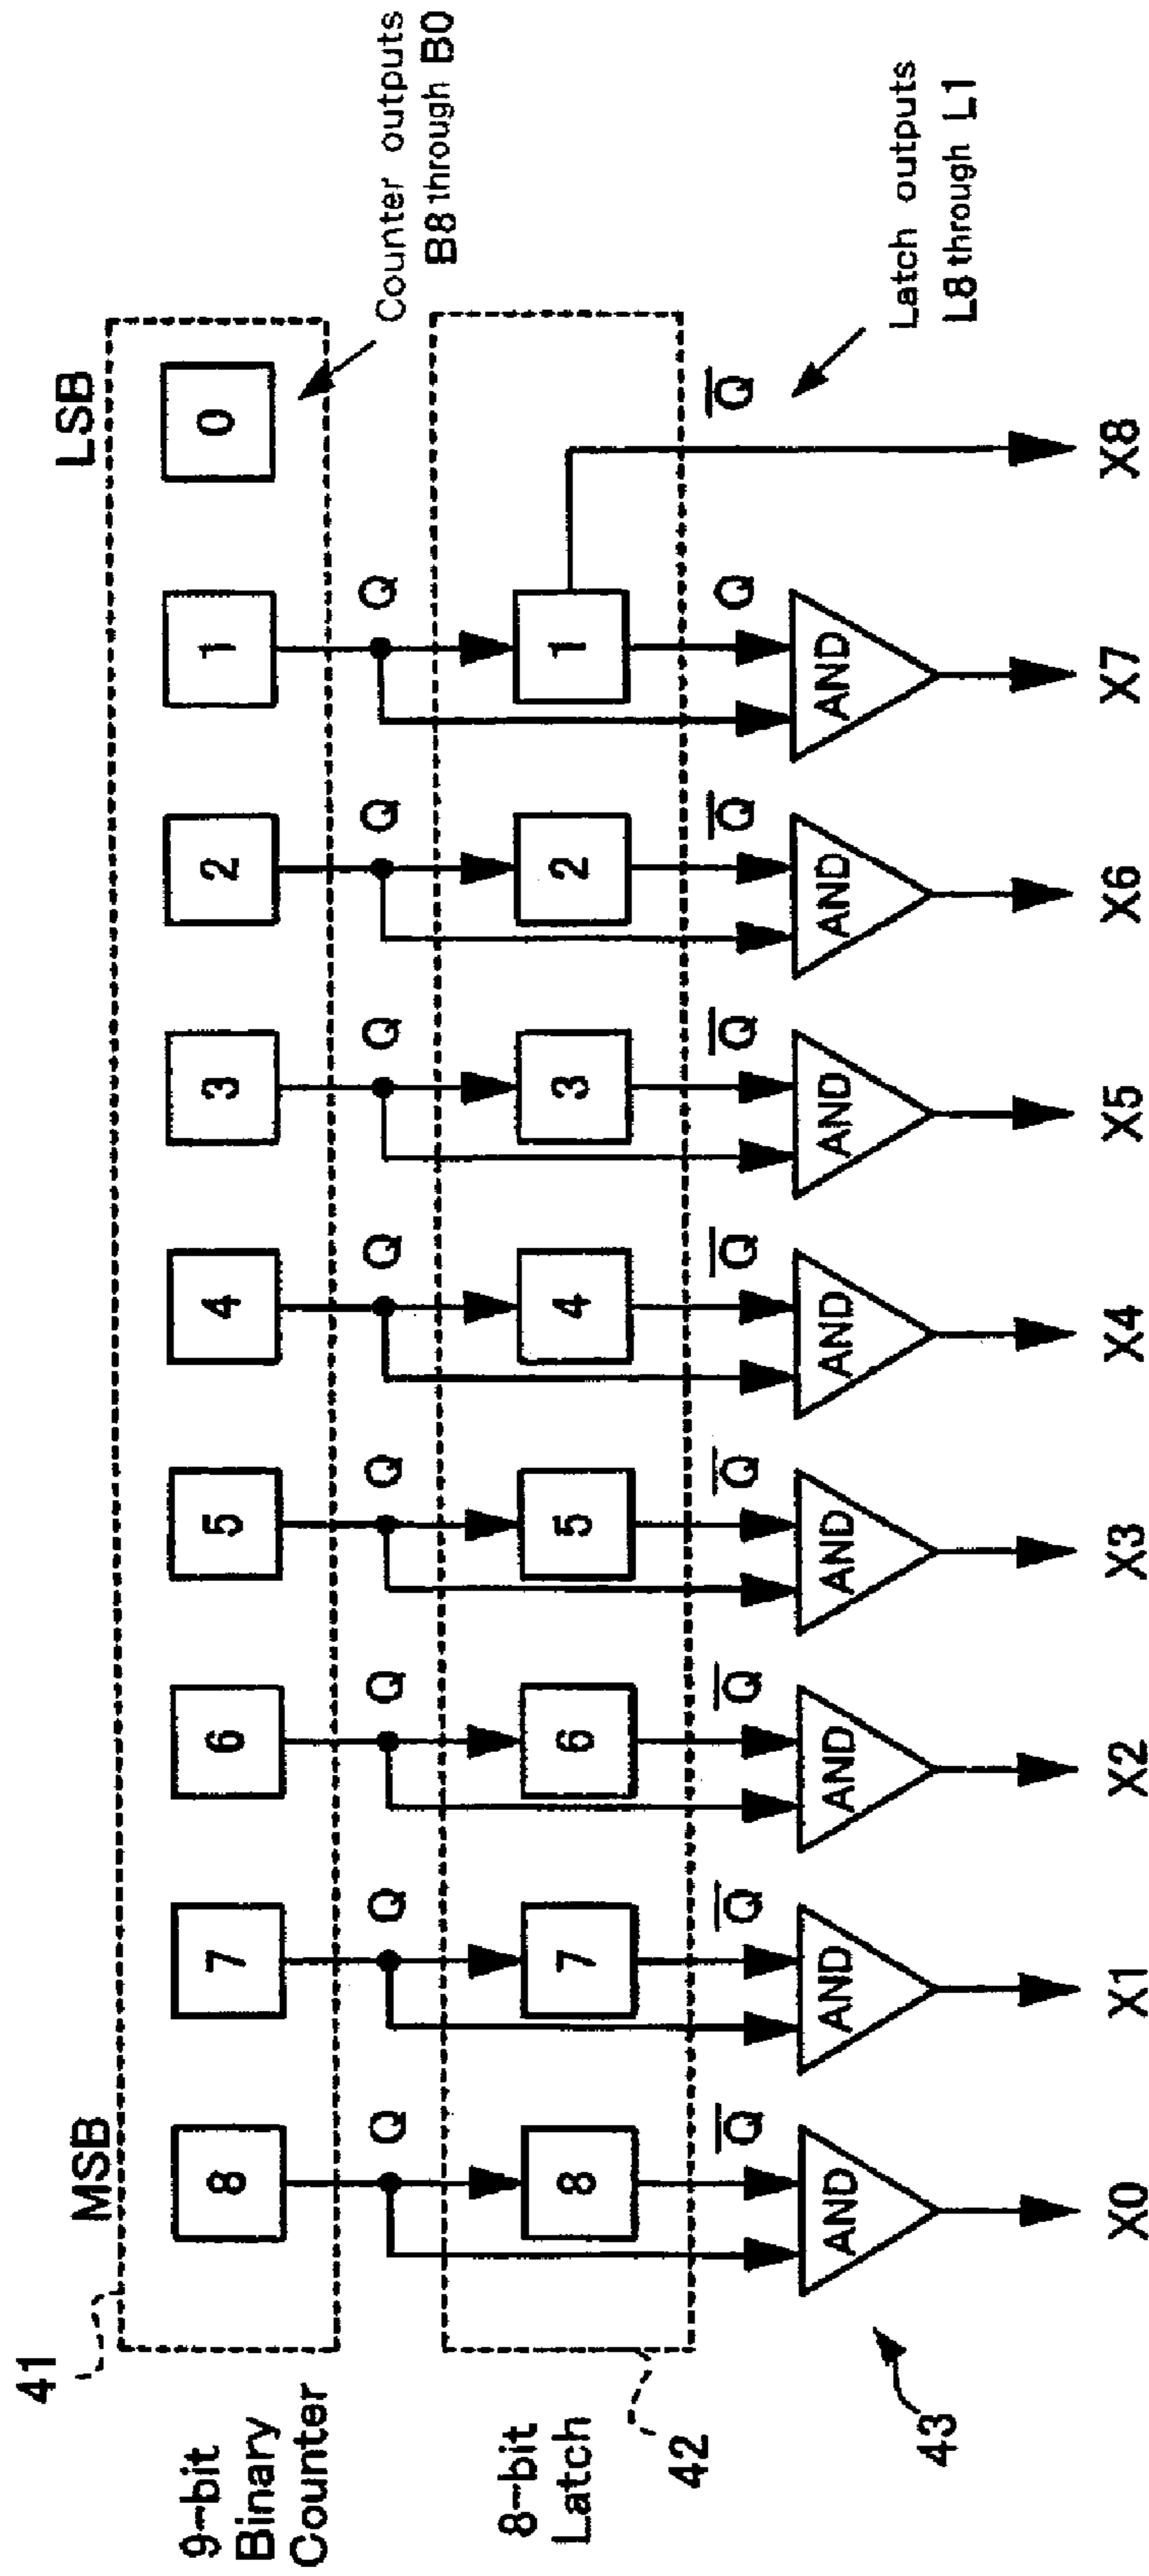 41
MSB
LSB
9-bit
Binary
Counter
8 7 6 5 4 3 2 1 0
Counter outputs
B8 through B0
Q Q Q Q Q Q Q Q
8-bit
Latch
8 7 6 5 4 3 2 1
42
Q̅ Q̅ Q̅ Q̅ Q̅ Q̅ Q̅ Q Q̅
Latch outputs
L8 through L1
AND AND AND AND AND AND AND AND
43
X0 X1 X2 X3 X4 X5 X6 X7 X8